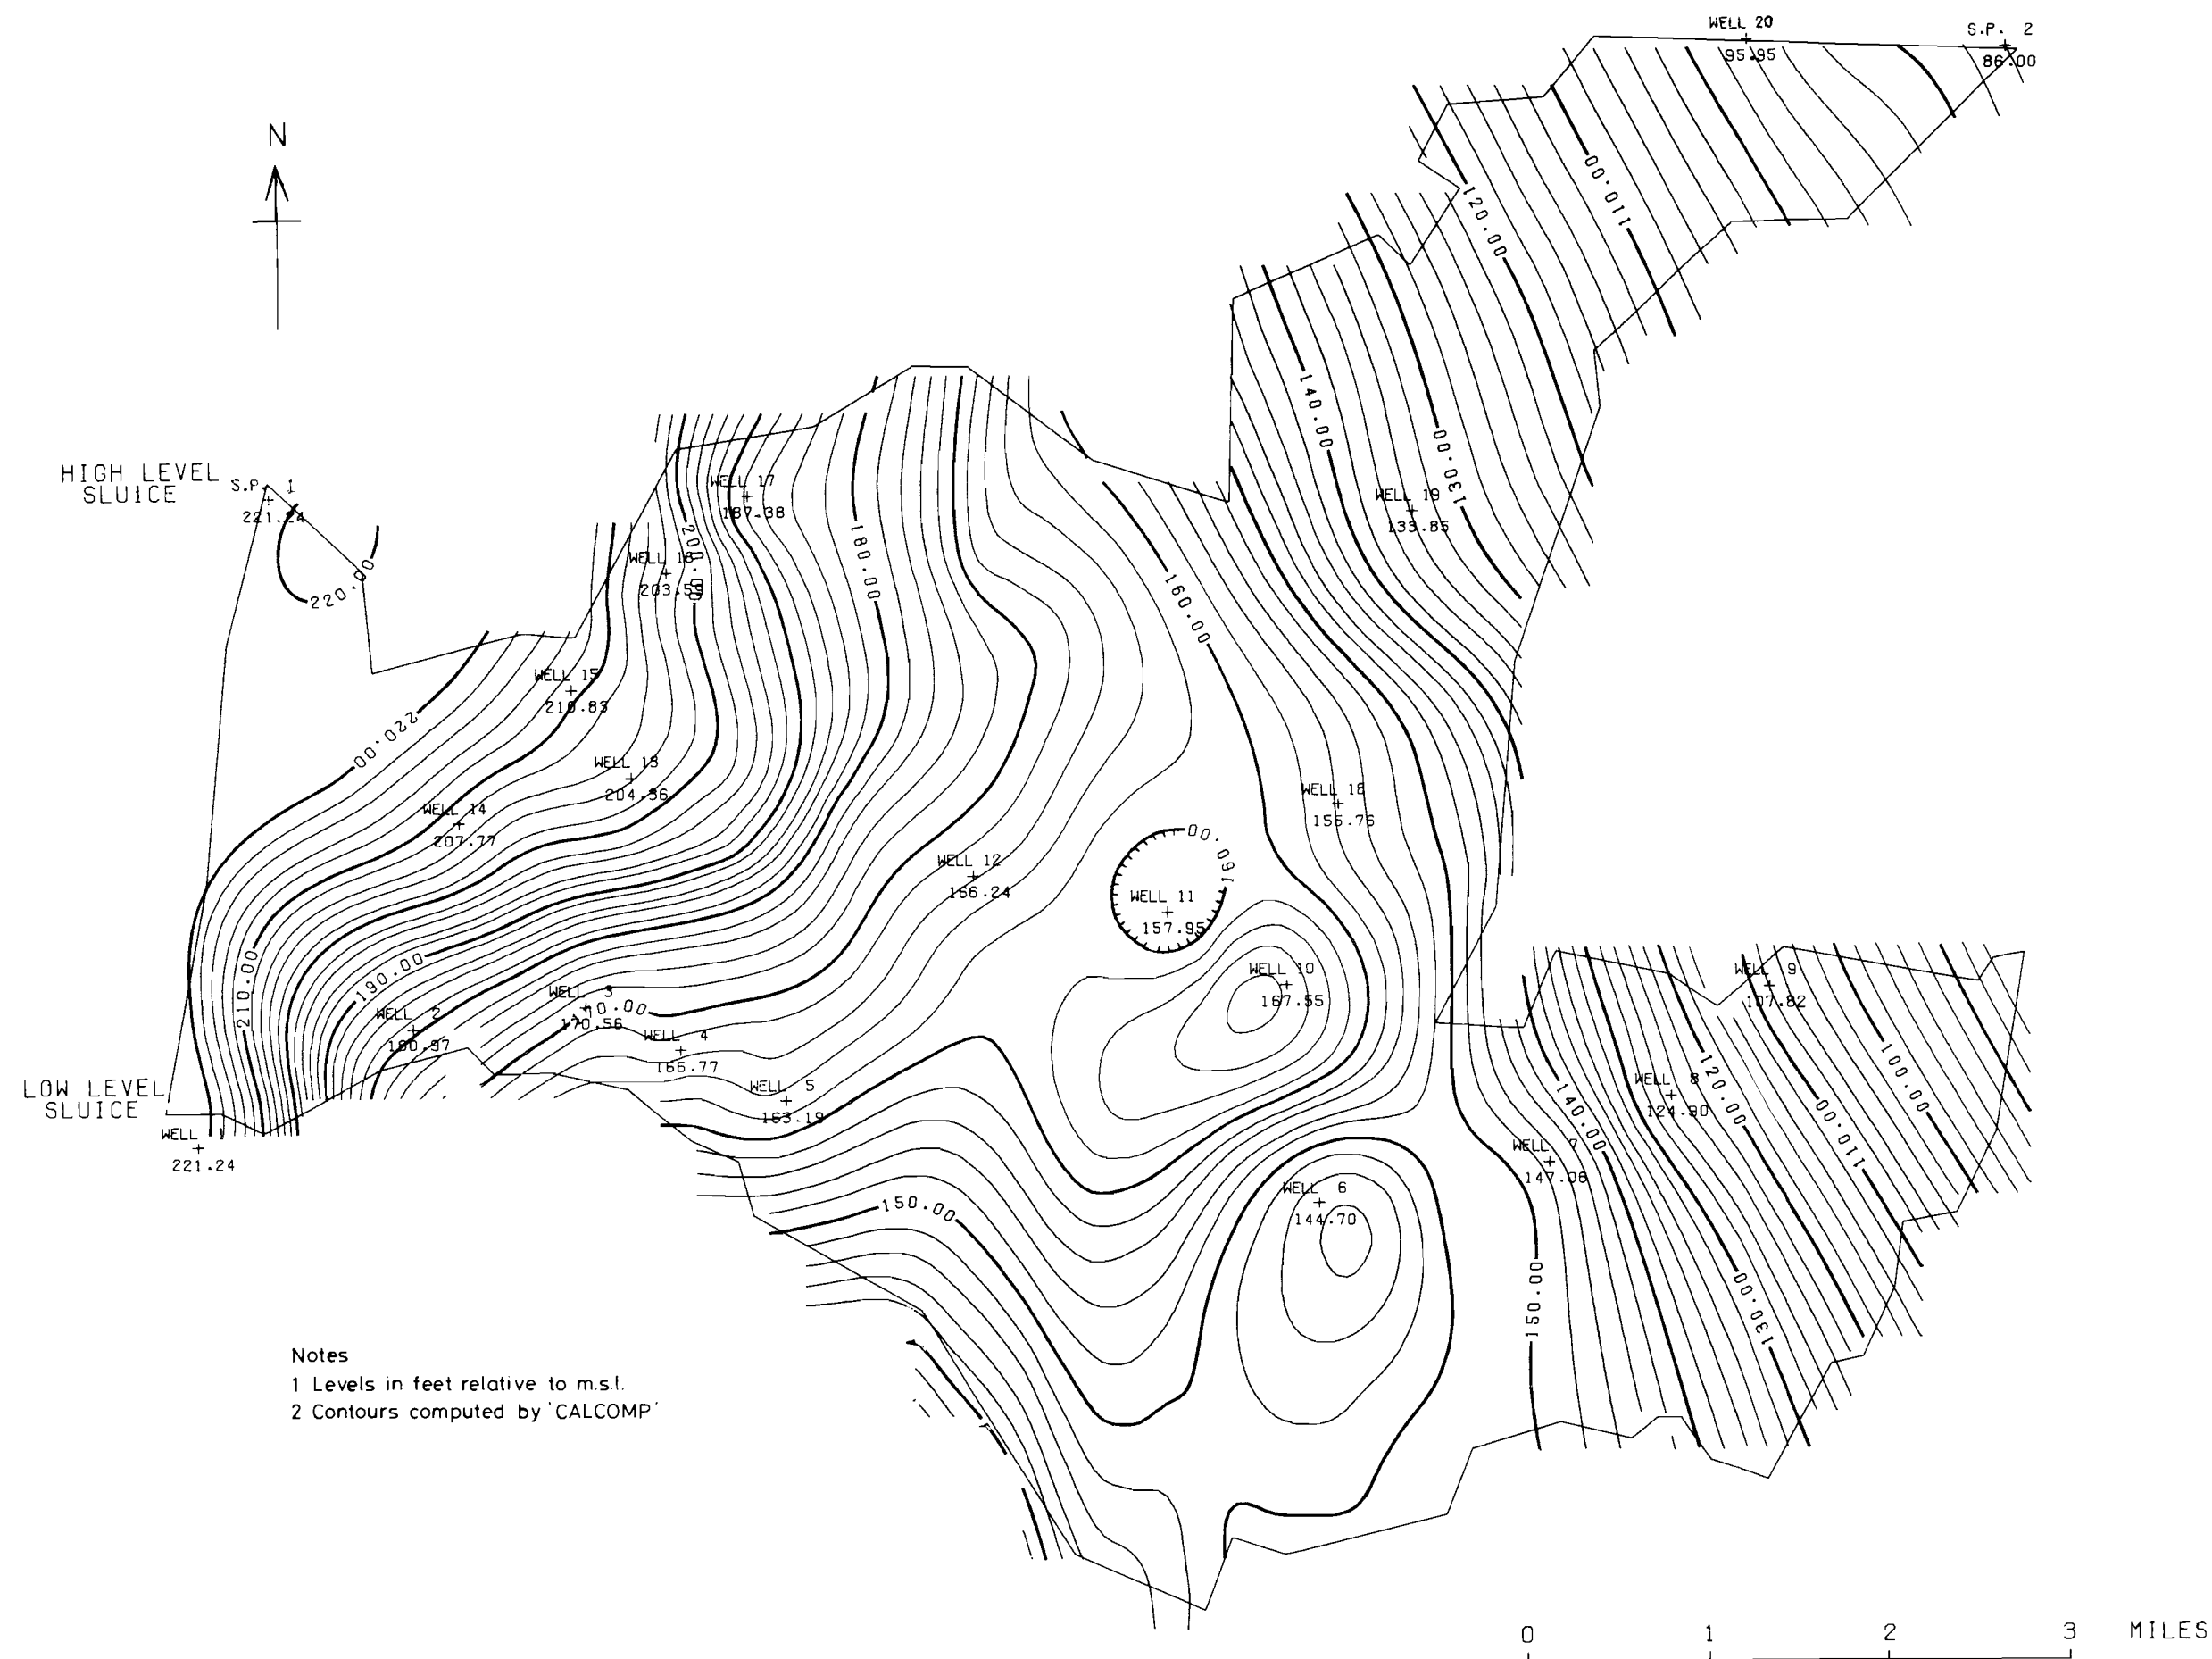 WELL 20
S.P. 2
95.95
86.00
N
110.00
120.00
140.00
130.00
HIGH LEVEL
SLUICE
S.P. 1
221.24
WELL 17
187.38
WELL 19
133.85
200.00
180.00
WELL 16
203.59
220.00
160.00
WELL 15
210.83
220.00
WELL 13
204.36
WELL 14
207.77
WELL 18
155.76
WELL 12
166.24
160.00
WELL 11
157.95
210.00
190.00
WELL 10
167.55
WELL 9
107.82
WELL 3
170.56
WELL 2
180.97
WELL 4
166.77
WELL 5
163.19
100.00
120.00
WELL 8
124.90
140.00
110.00
LOW LEVEL
SLUICE
WELL 1
221.24
WELL 7
147.08
WELL 6
144.70
150.00
150.00
130.00
Notes
1 Levels in feet relative to m.s.l.
2 Contours computed by 'CALCOMP'
0 1 2 3 MILES